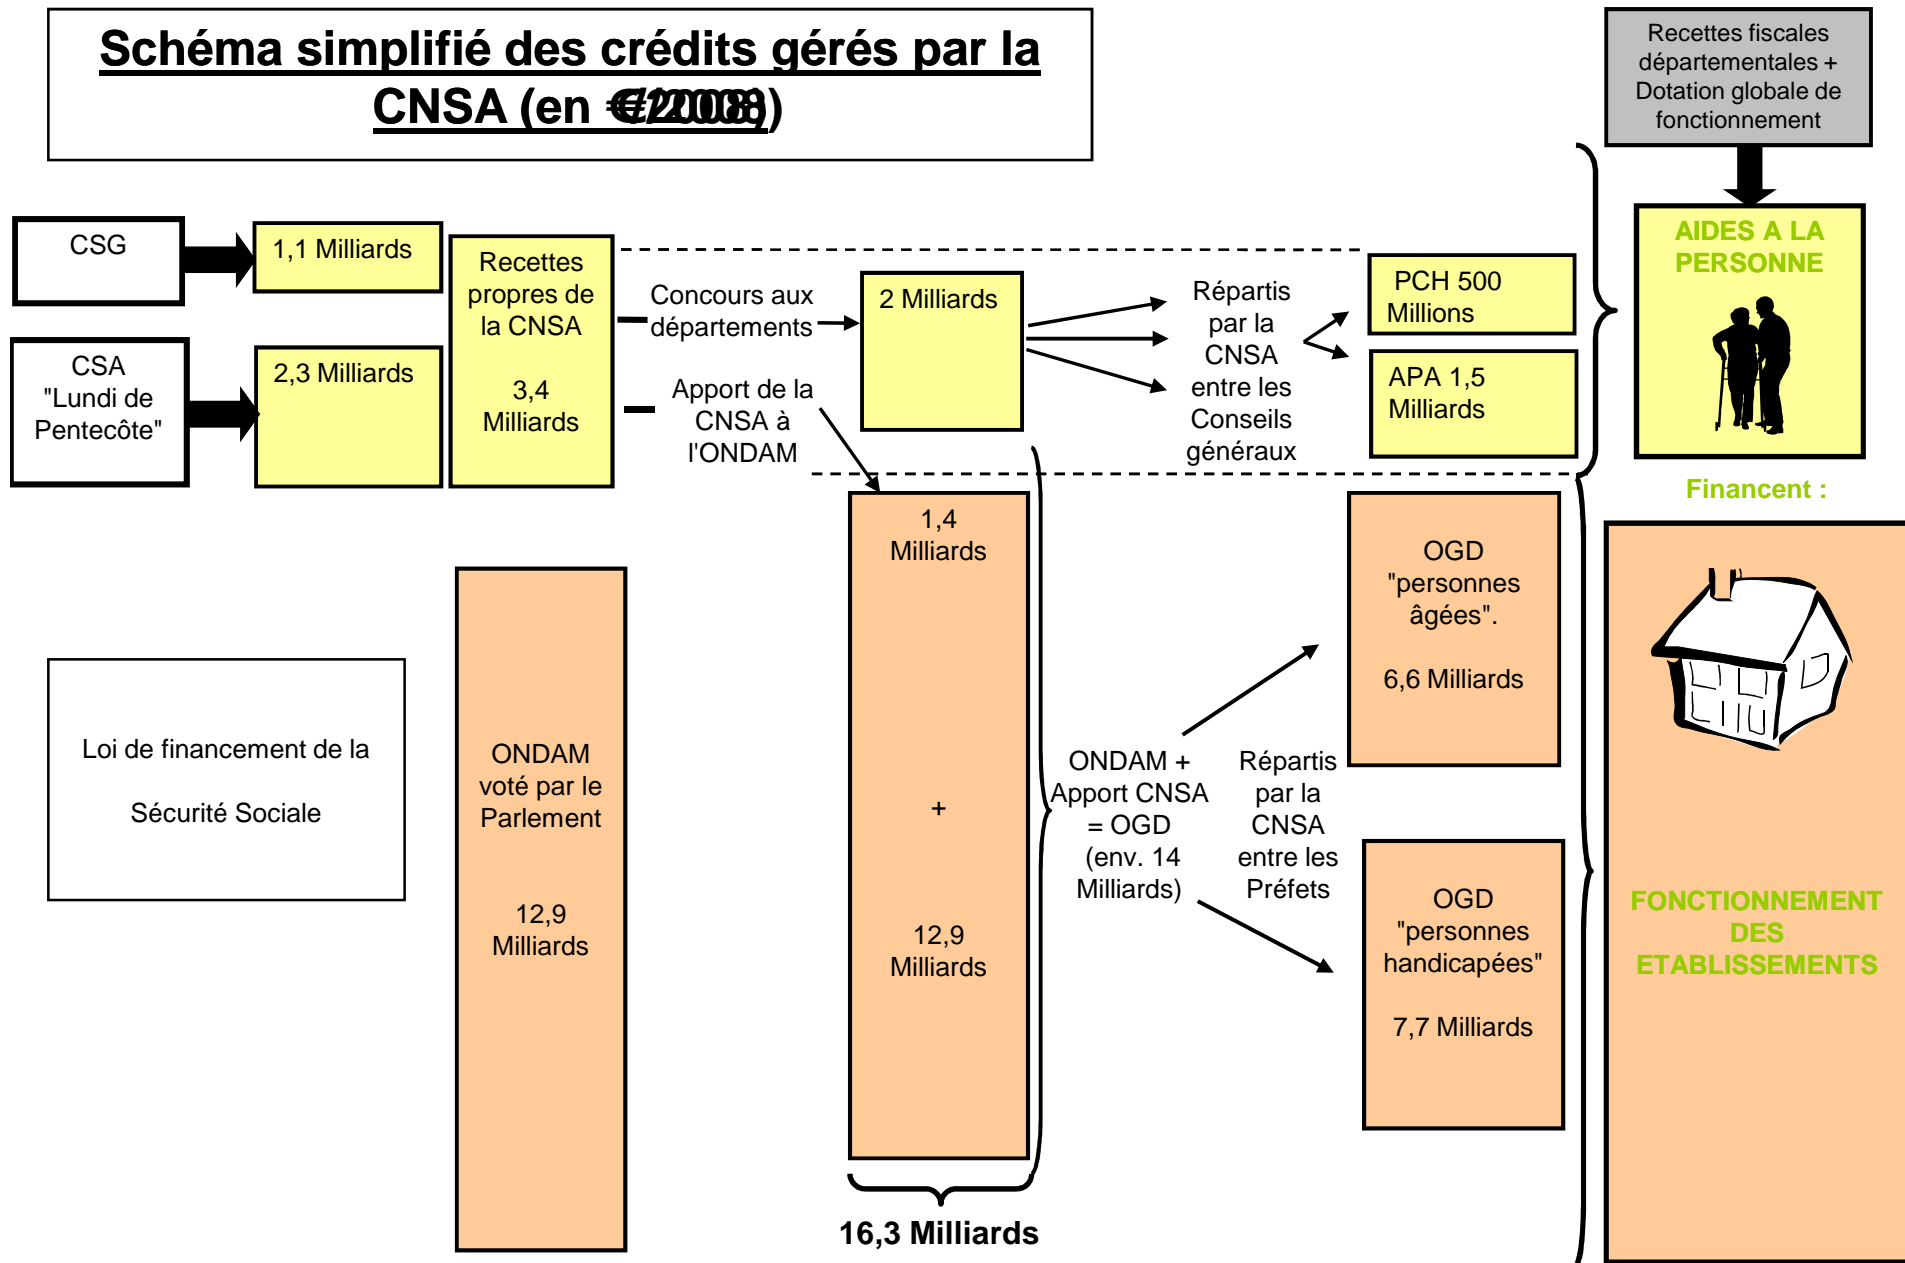 Schéma simplifié des crédits gérés par la
CNSA (en €/2008)
Recettes fiscales
départementales +
Dotation globale de
fonctionnement
CSG
1,1 Milliards
CSA
"Lundi de
Pentecôte"
2,3 Milliards
Recettes
propres de
la CNSA
3,4
Milliards
Concours aux
départements
Apport de la
CNSA à
l'ONDAM
2 Milliards
Répartis
par la
CNSA
entre les
Conseils
généraux
PCH 500
Millions
APA 1,5
Milliards
AIDES A LA
PERSONNE
Financent :
Loi de financement de la
Sécurité Sociale
ONDAM
voté par le
Parlement
12,9
Milliards
1,4
Milliards
+
12,9
Milliards
16,3 Milliards
ONDAM +
Apport CNSA
= OGD
(env. 14
Milliards)
Répartis
par la
CNSA
entre les
Préfets
OGD
"personnes
âgées".
6,6 Milliards
OGD
"personnes
handicapées"
7,7 Milliards
FONCTIONNEMENT
DES
ETABLISSEMENTS